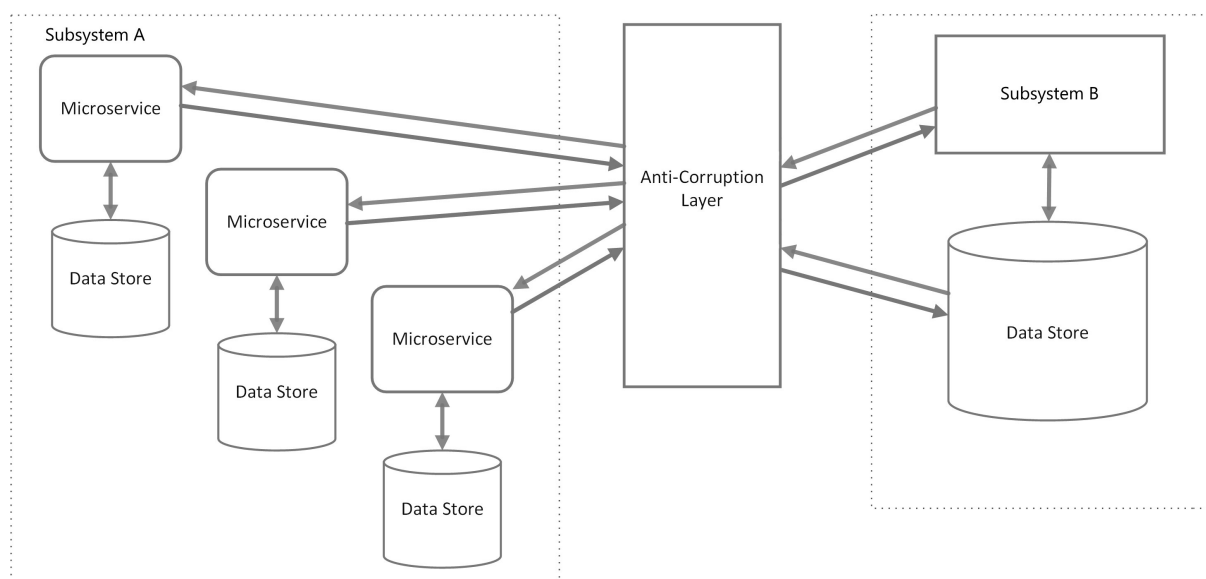 Subsystem A
Microservice
Data Store
Microservice
Data Store
Microservice
Data Store
Anti-Corruption
Layer
Subsystem B
Data Store